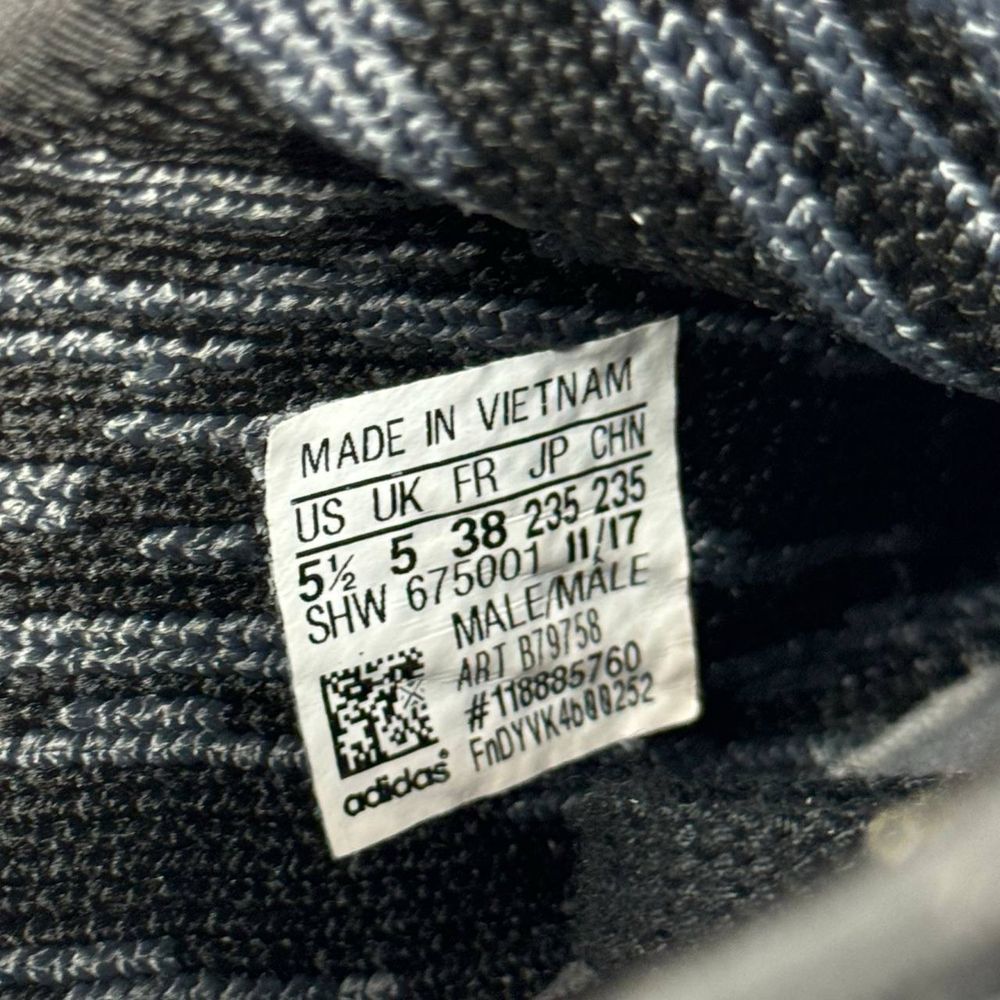 MADE IN VIETNAM
US UK FR JP CHN
5½ 5 38 235 235
SHW 675001 11/17
MALE/MÂLE
ART B79758
#118885760
FnDYVK4b00252
adidas